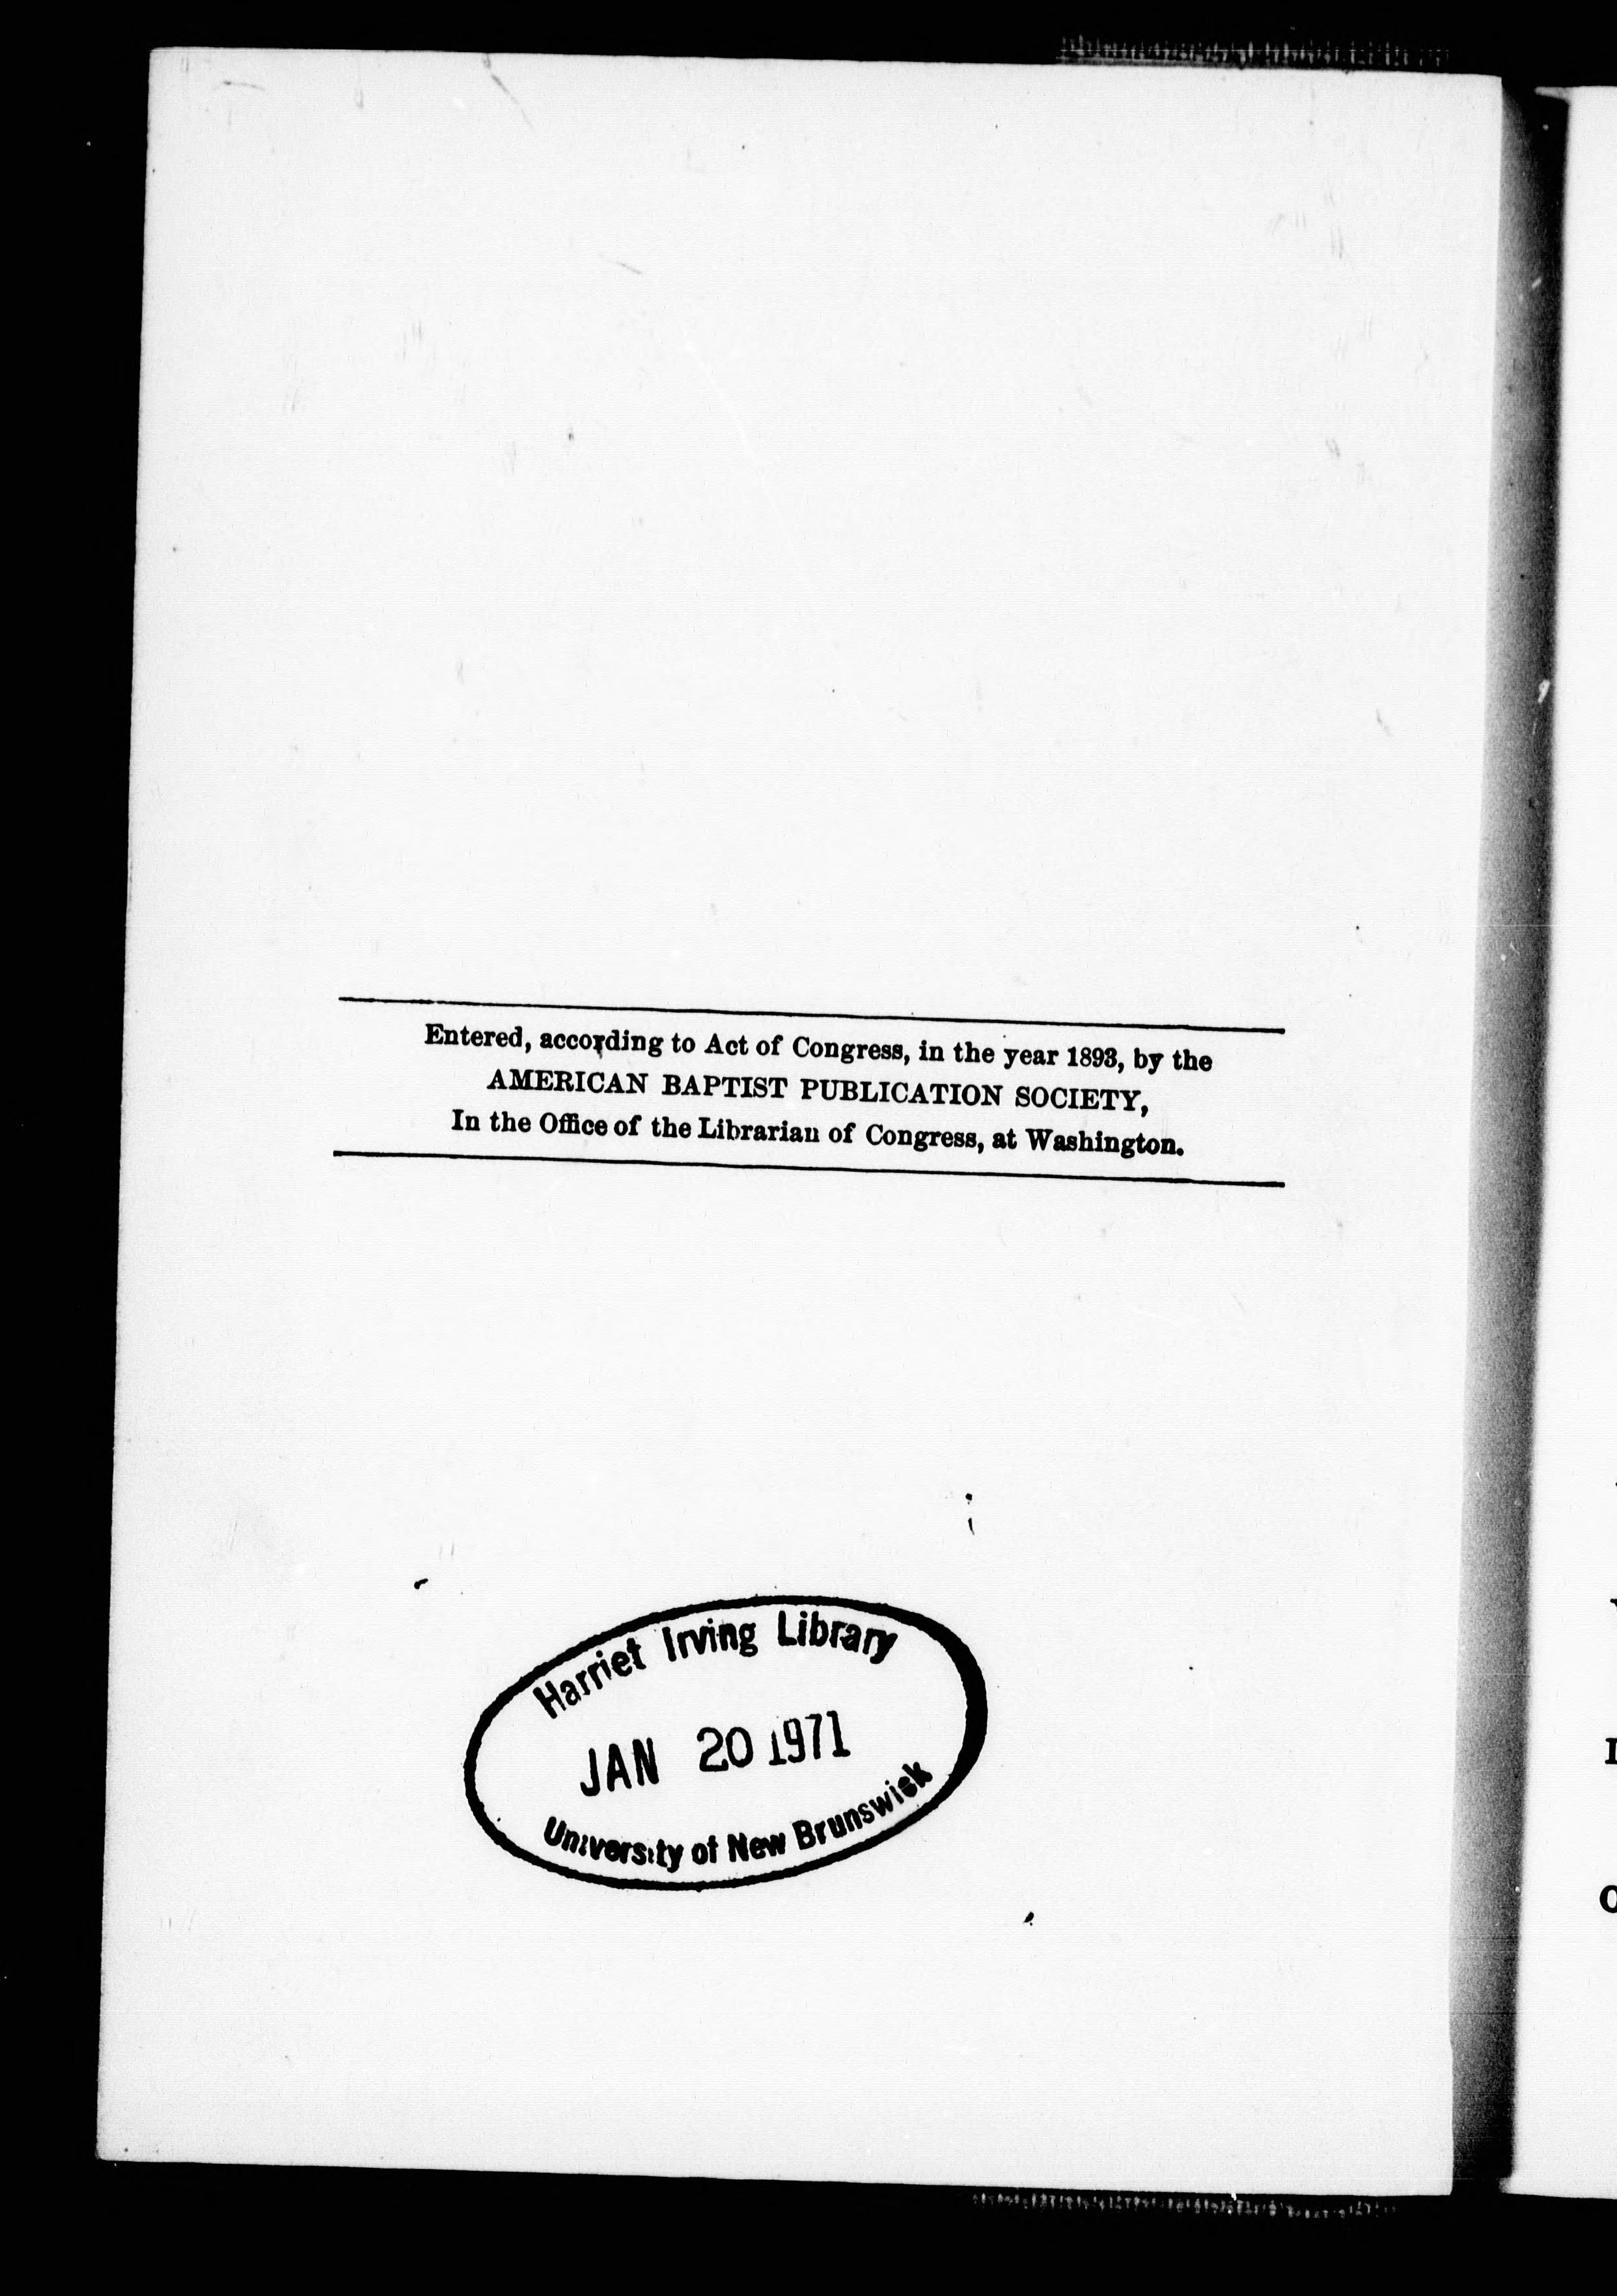 Entered, according to Act of Congress, in the year 1893, by the
AMERICAN BAPTIST PUBLICATION SOCIETY,
In the Office of the Librarian of Congress, at Washington.
Harriet Irving Library
JAN 20 1971
University of New Brunswick